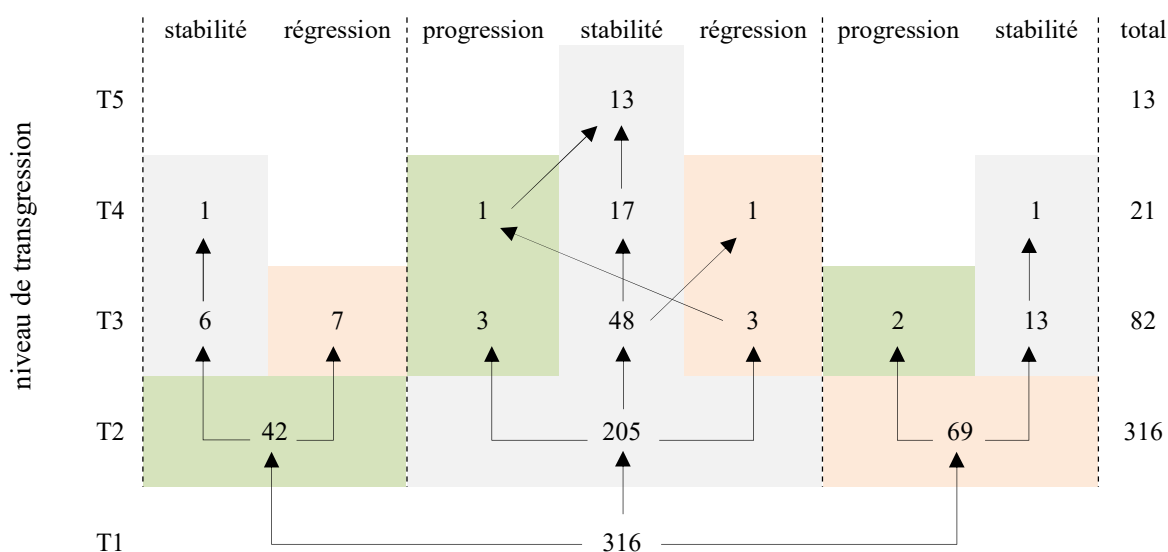 stabilité régression progression stabilité régression progression stabilité total
niveau de transgression
T5 13 13
T4 1 1 17 1 1 21
T3 6 7 3 48 3 2 13 82
T2 42 205 69 316
T1 316